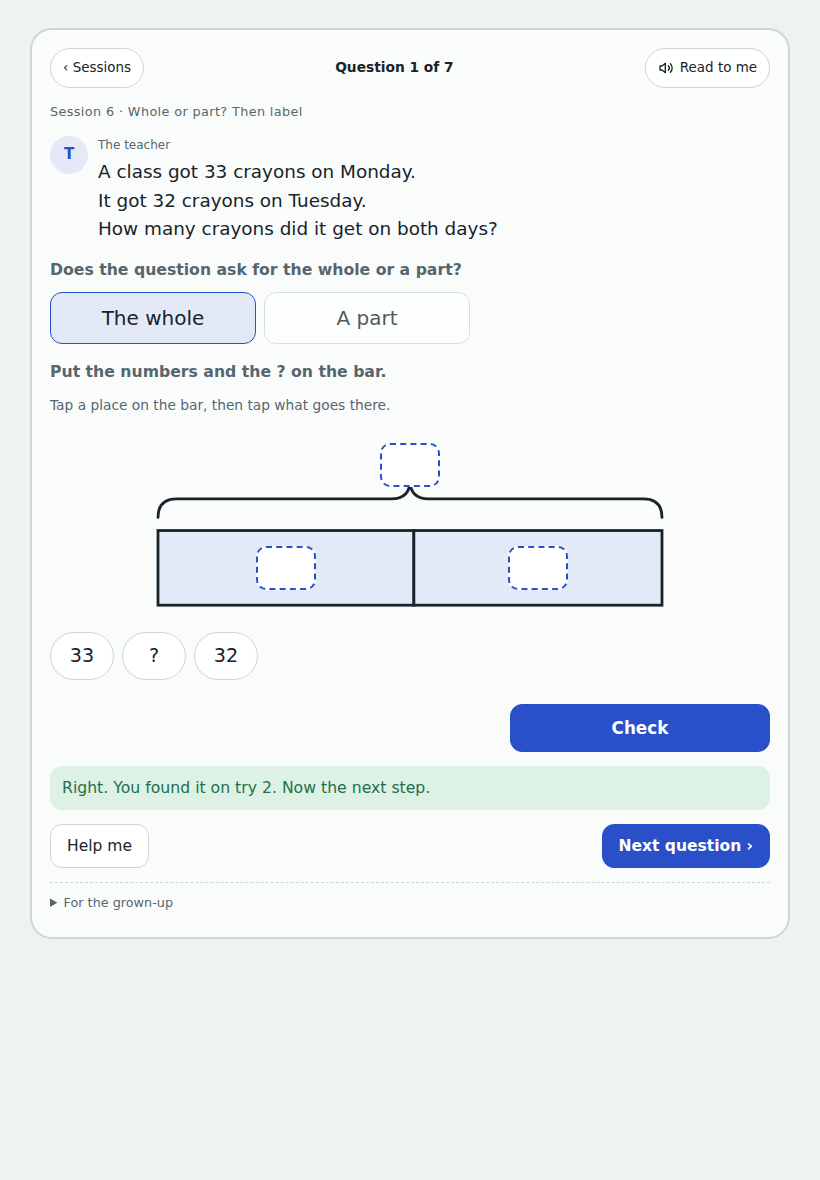 ‹ Sessions
Question 1 of 7
Read to me
Session 6 · Whole or part? Then label
T
The teacher
A class got 33 crayons on Monday.
It got 32 crayons on Tuesday.
How many crayons did it get on both days?
Does the question ask for the whole or a part?
The whole
A part
Put the numbers and the ? on the bar.
Tap a place on the bar, then tap what goes there.
33
?
32
Check
Right. You found it on try 2. Now the next step.
Help me
Next question ›
For the grown-up